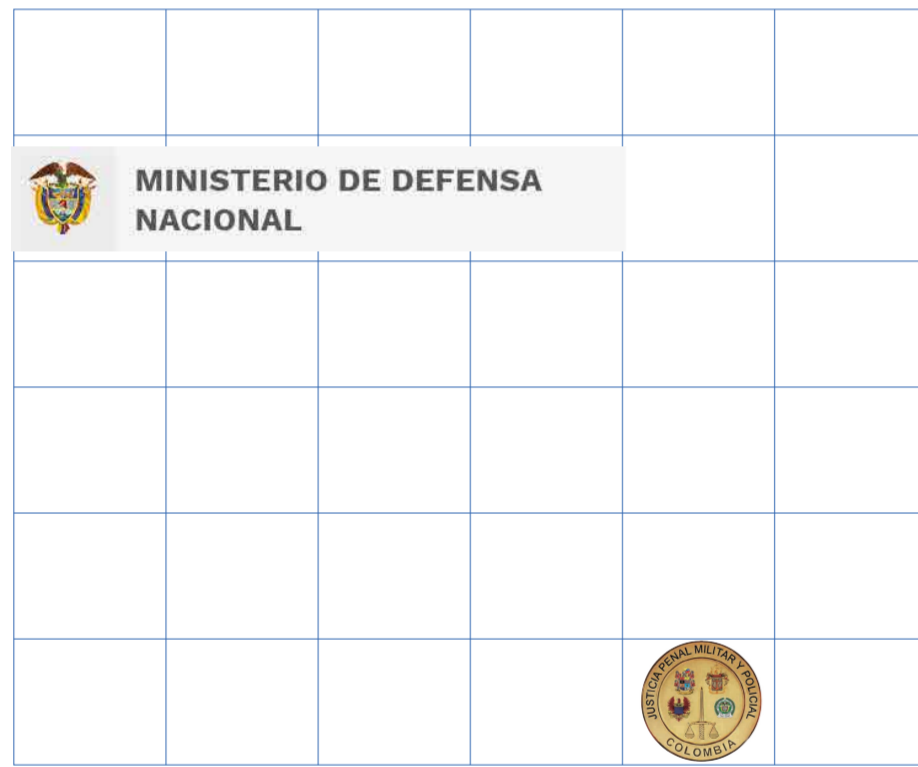 MINISTERIO DE DEFENSA
NACIONAL
JUSTICIA PENAL MILITAR Y POLICIAL
COLOMBIA